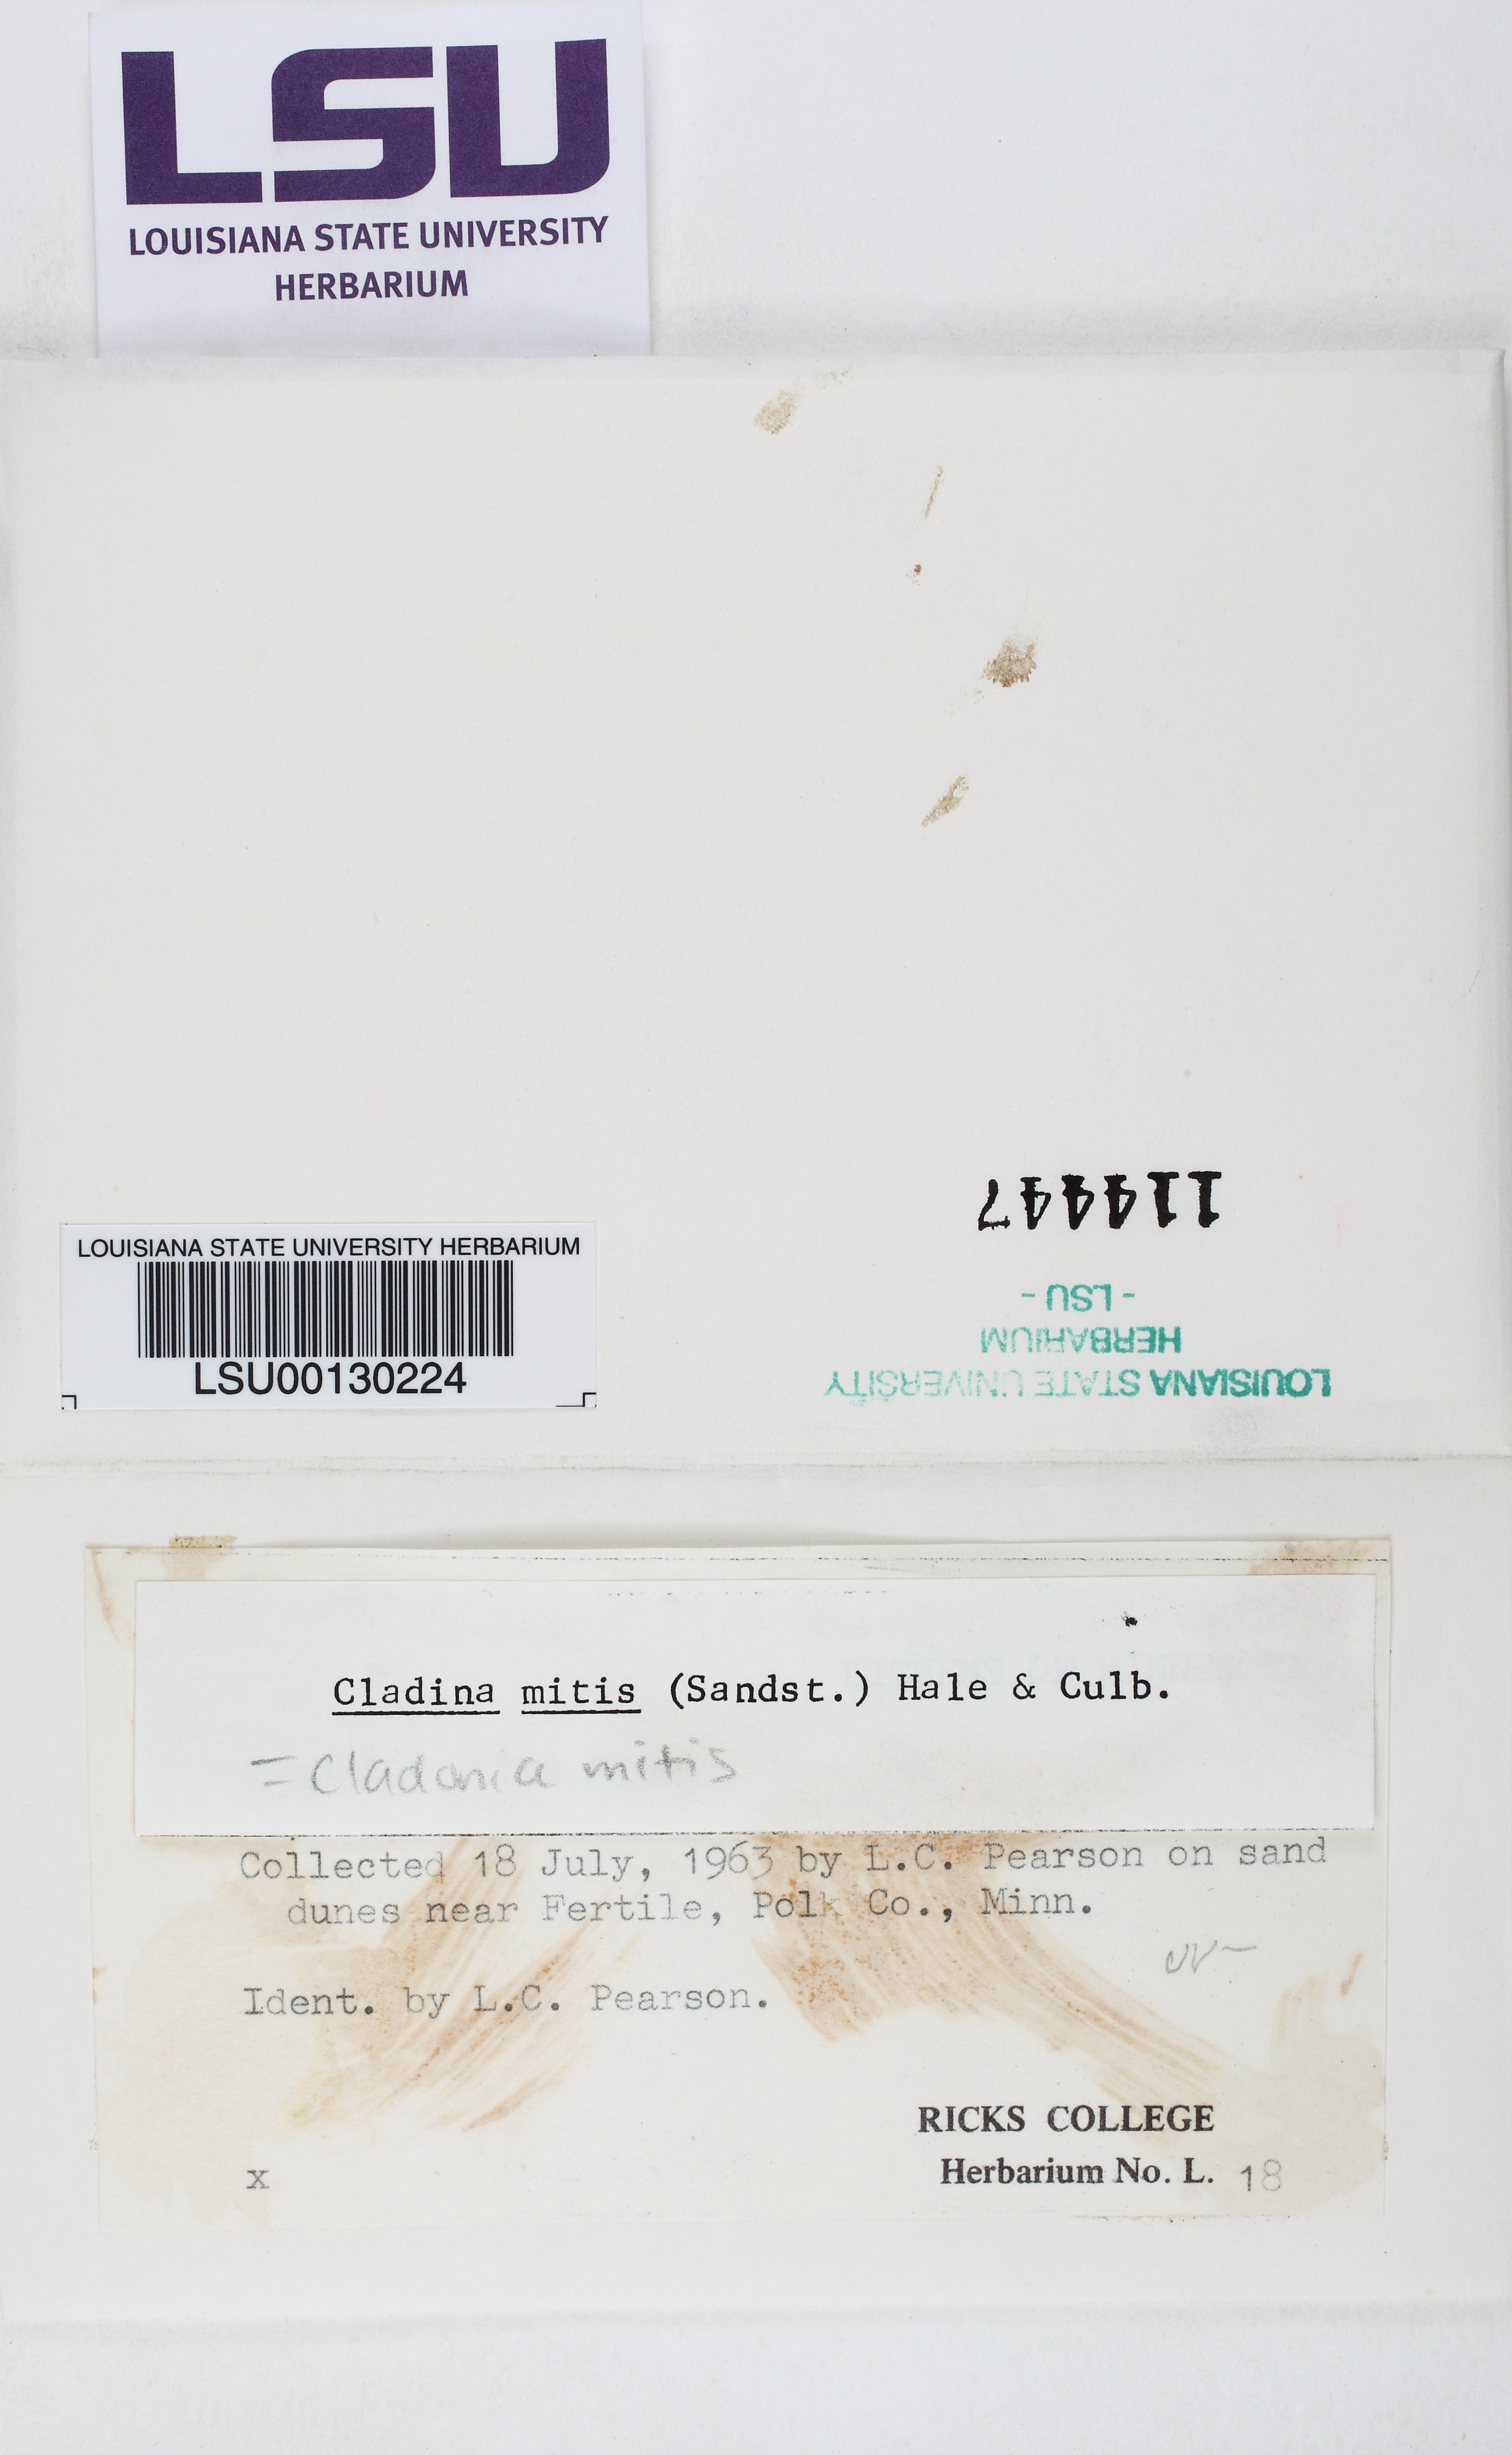 LSU
LOUISIANA STATE UNIVERSITY
HERBARIUM
114447
- LSU -
HERBARIUM
LOUISIANA STATE UNIVERSITY
LOUISIANA STATE UNIVERSITY HERBARIUM
LSU00130224
Cladina mitis (Sandst.) Hale & Culb.
= Cladonia mitis
Collected 18 July, 1963 by L.C. Pearson on sand
dunes near Fertile, Polk Co., Minn.
Ident. by L.C. Pearson.
RICKS COLLEGE
Herbarium No. L. 18
x